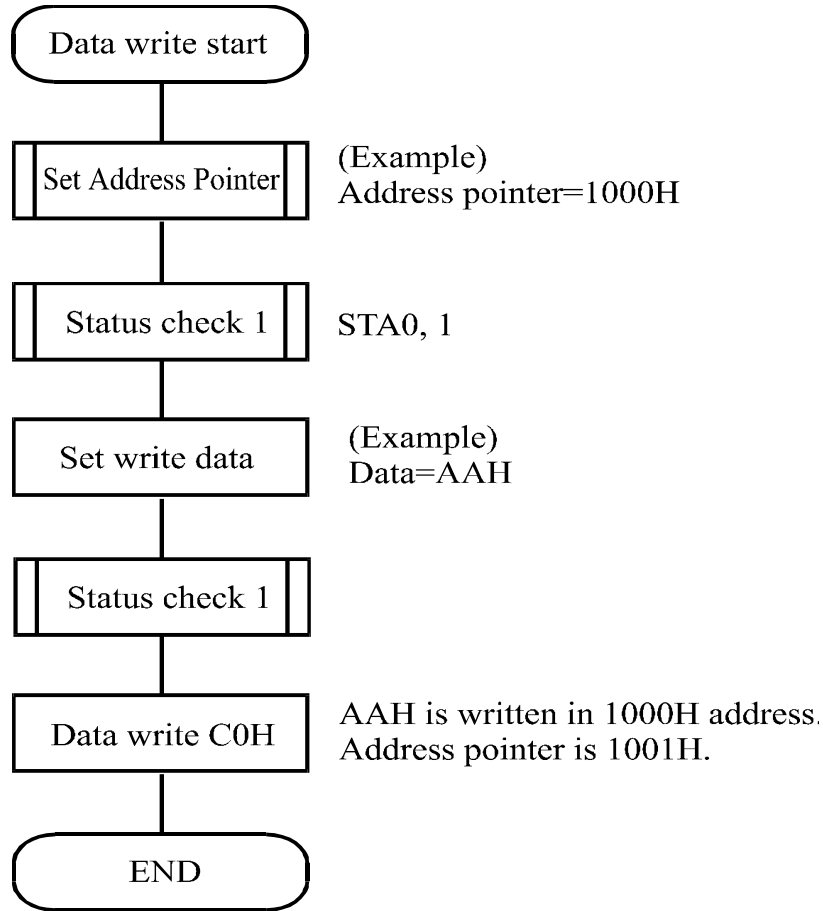 Data write start
Set Address Pointer
(Example)
Address pointer=1000H
Status check 1
STA0, 1
Set write data
(Example)
Data=AAH
Status check 1
Data write C0H
AAH is written in 1000H address.
Address pointer is 1001H.
END